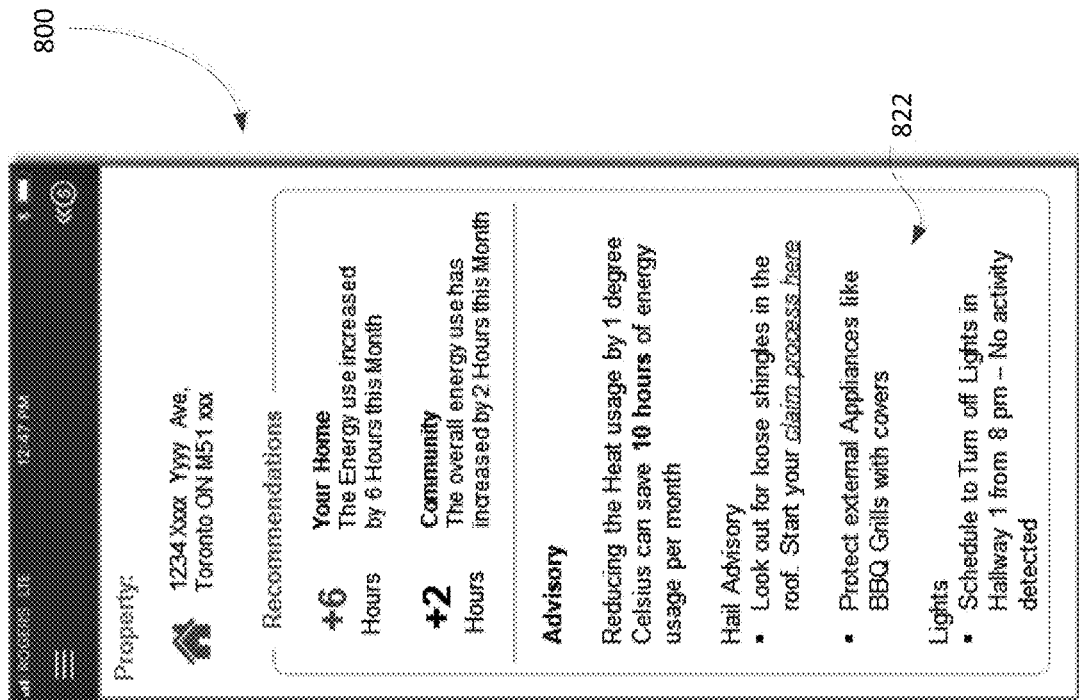 800
12:47 PM
Property:
1234 Xxxx Yyyy Ave,
Toronto ON M51 xxx
Recommendations
+6
Hours
Your Home
The Energy use increased
by 6 Hours this Month
+2
Hours
Community
The overall energy use has
increased by 2 Hours this Month
Advisory
Reducing the Heat usage by 1 degree
Celsius can save 10 hours of energy
usage per month
Hail Advisory
• Look out for loose shingles in the
roof. Start your claim process here
• Protect external Appliances like
BBQ Grills with covers
822
Lights
• Schedule to Turn off Lights in
Hallway 1 from 8 pm – No activity
detected